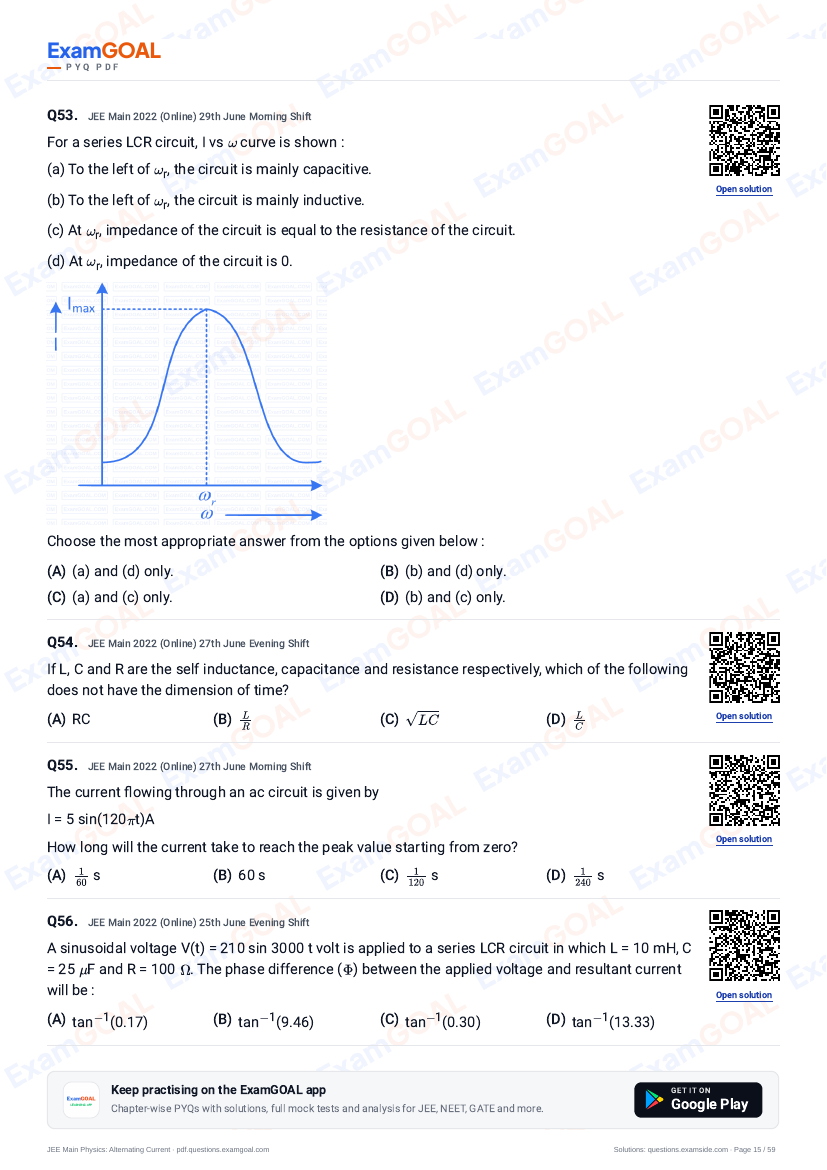 ExamGOAL
PYQ PDF
Q53. JEE Main 2022 (Online) 29th June Morning Shift
For a series LCR circuit, I vs ω curve is shown :
(a) To the left of ωr, the circuit is mainly capacitive.
(b) To the left of ωr, the circuit is mainly inductive.
(c) At ωr, impedance of the circuit is equal to the resistance of the circuit.
(d) At ωr, impedance of the circuit is 0.
Open solution
Imax
I
ωr
ω
Choose the most appropriate answer from the options given below :
(A) (a) and (d) only. (B) (b) and (d) only.
(C) (a) and (c) only. (D) (b) and (c) only.
Q54. JEE Main 2022 (Online) 27th June Evening Shift
If L, C and R are the self inductance, capacitance and resistance respectively, which of the following
does not have the dimension of time?
(A) RC (B) L/R (C) √LC (D) L/C
Open solution
Q55. JEE Main 2022 (Online) 27th June Morning Shift
The current flowing through an ac circuit is given by
I = 5 sin(120πt)A
How long will the current take to reach the peak value starting from zero?
(A) 1/60 s (B) 60 s (C) 1/120 s (D) 1/240 s
Open solution
Q56. JEE Main 2022 (Online) 25th June Evening Shift
A sinusoidal voltage V(t) = 210 sin 3000 t volt is applied to a series LCR circuit in which L = 10 mH, C
= 25 μF and R = 100 Ω. The phase difference (Φ) between the applied voltage and resultant current
will be :
(A) tan⁻¹(0.17) (B) tan⁻¹(9.46) (C) tan⁻¹(0.30) (D) tan⁻¹(13.33)
Open solution
ExamGOAL
Keep practising on the ExamGOAL app
Chapter-wise PYQs with solutions, full mock tests and analysis for JEE, NEET, GATE and more.
GET IT ON
Google Play
JEE Main Physics: Alternating Current · pdf.questions.examgoal.com
Solutions: questions.examside.com · Page 15 / 59